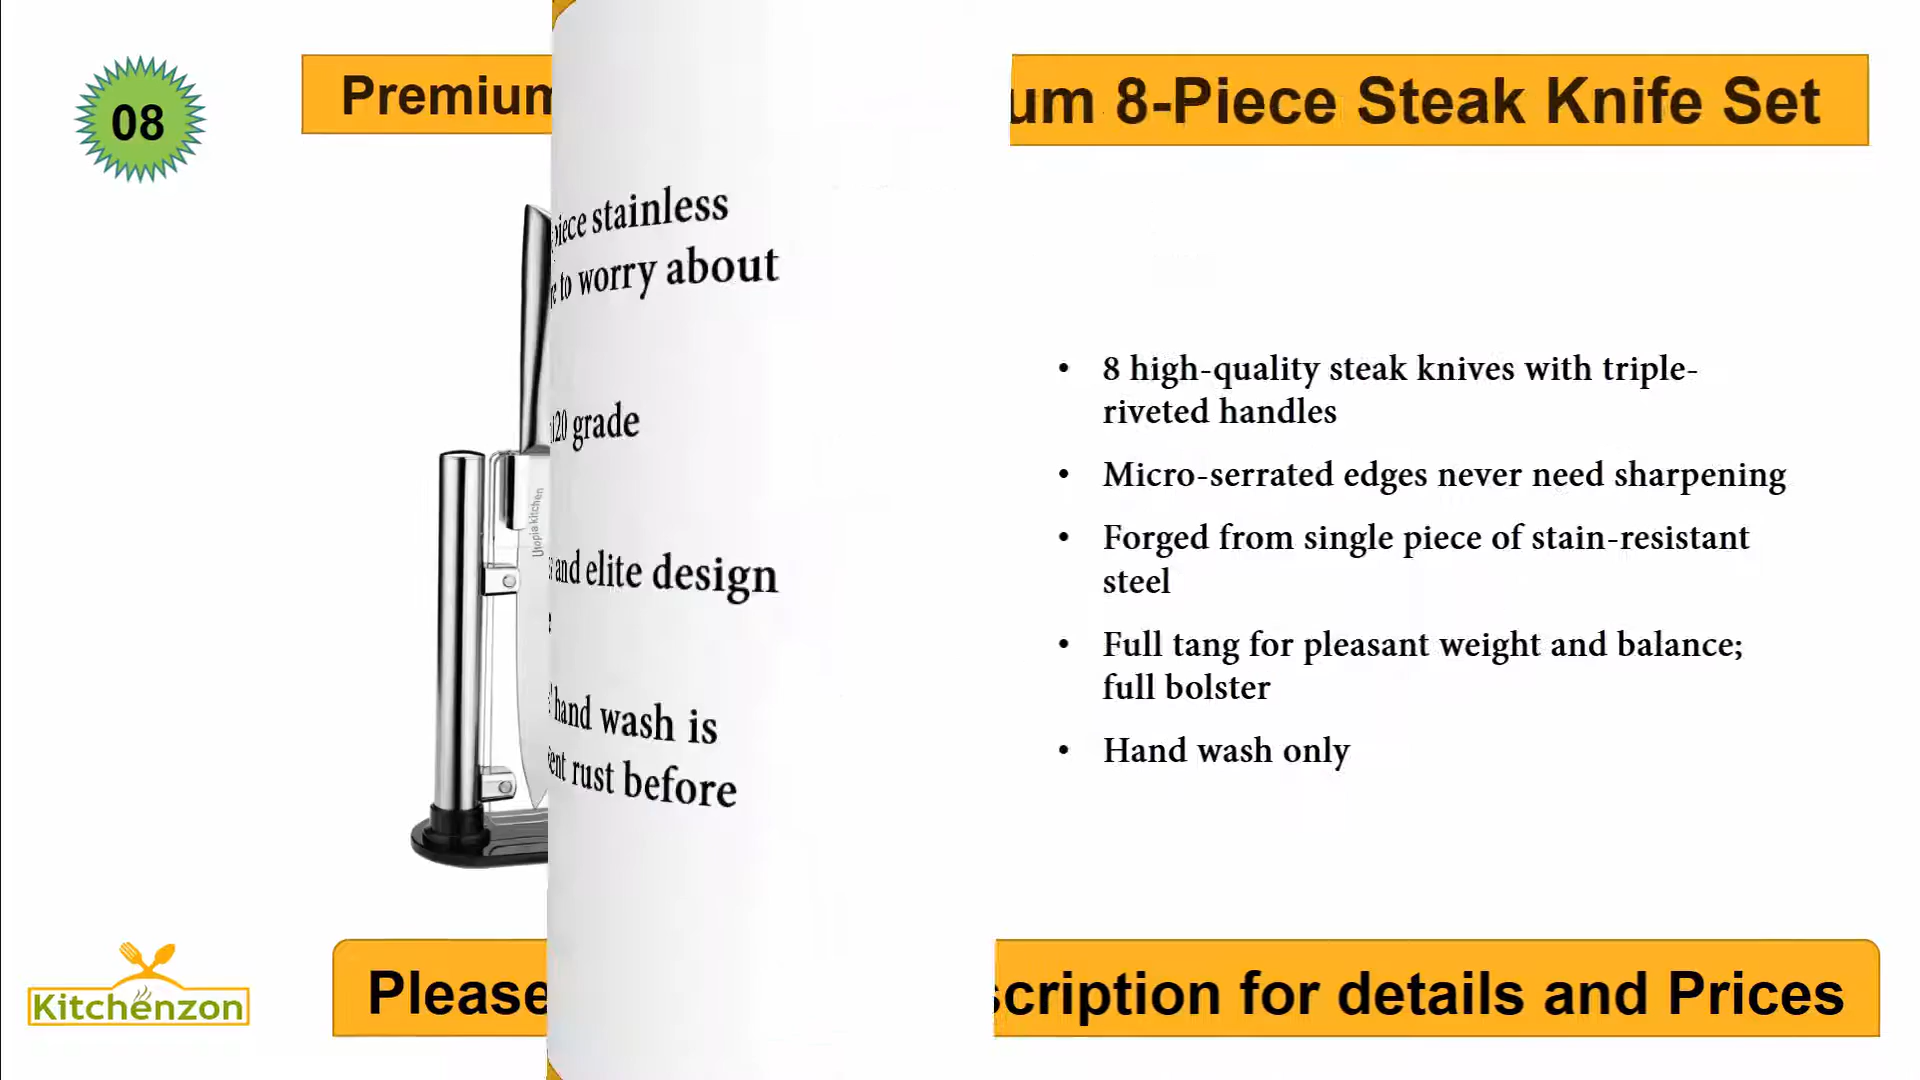 08
Premium
um 8-Piece Steak Knife Set
piece stainless
to worry about
grade
and elite design
hand wash is
rust before
Utopia kitchen
• 8 high-quality steak knives with triple-
riveted handles
• Micro-serrated edges never need sharpening
• Forged from single piece of stain-resistant
steel
• Full tang for pleasant weight and balance;
full bolster
• Hand wash only
Kitchenzon
Please
scription for details and Prices